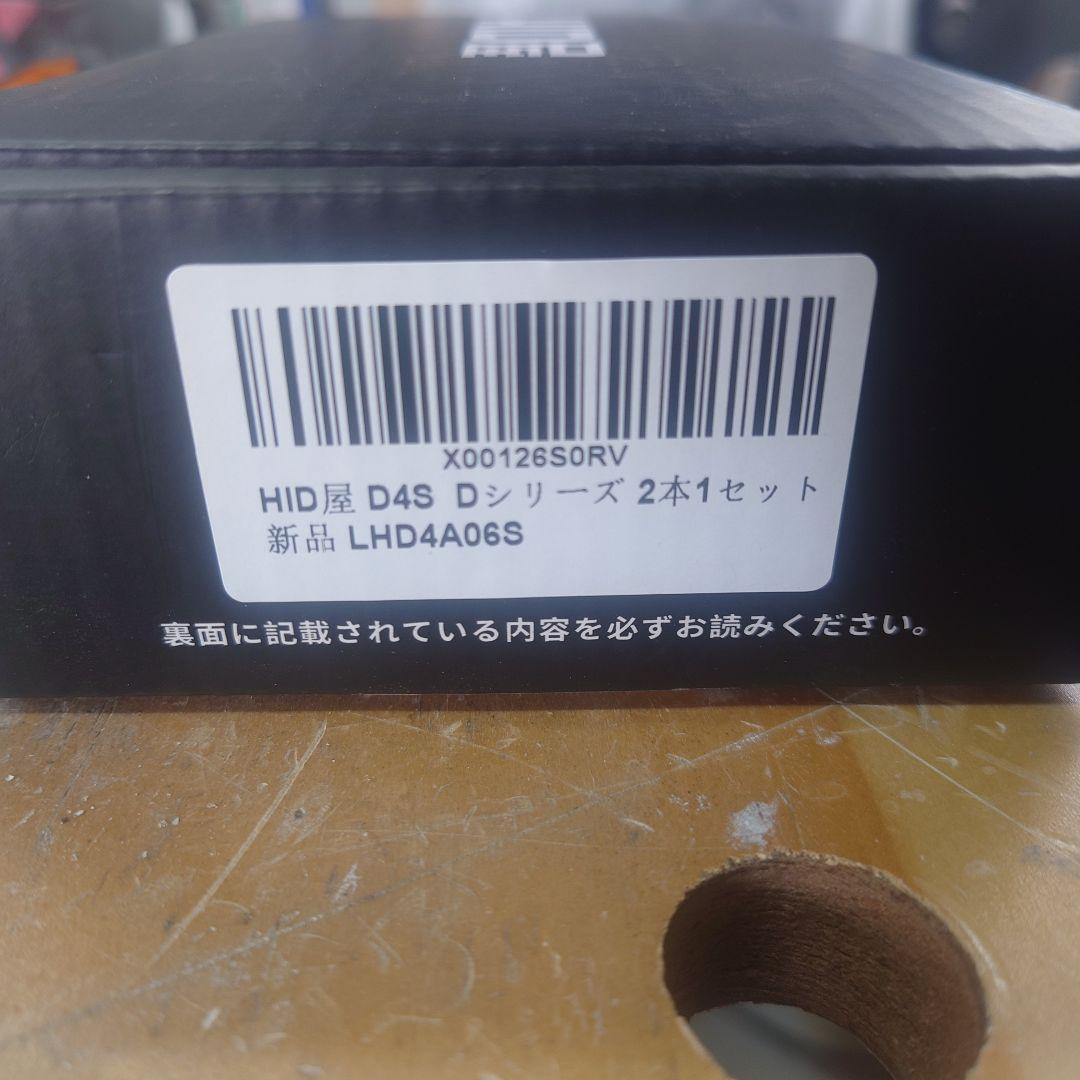 X00126S0RV
HID屋 D4S Dシリーズ 2本1セット
新品 LHD4A06S
裏面に記載されている内容を必ずお読みください。